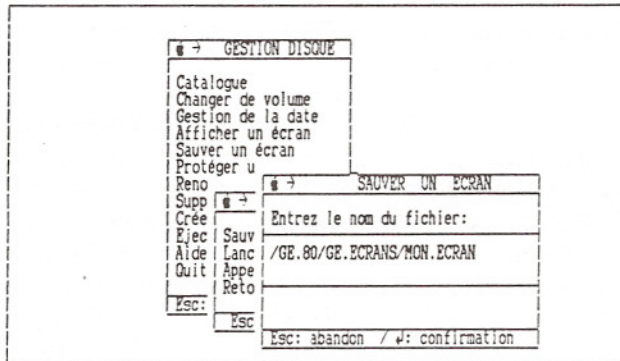 → GESTION DISQUE
Catalogue
Changer de volume
Gestion de la date
Afficher un écran
Sauver un écran
Protéger u
Reno
Supp
Crée
Ejec
Aide
Quit
Esc:
→
Sauv
Lanc
Appe
Reto
Esc
→ SAUVER UN ECRAN
Entrez le nom du fichier:
/GE.80/GE.ECRANS/MON.ECRAN
Esc: abandon / ↲: confirmation